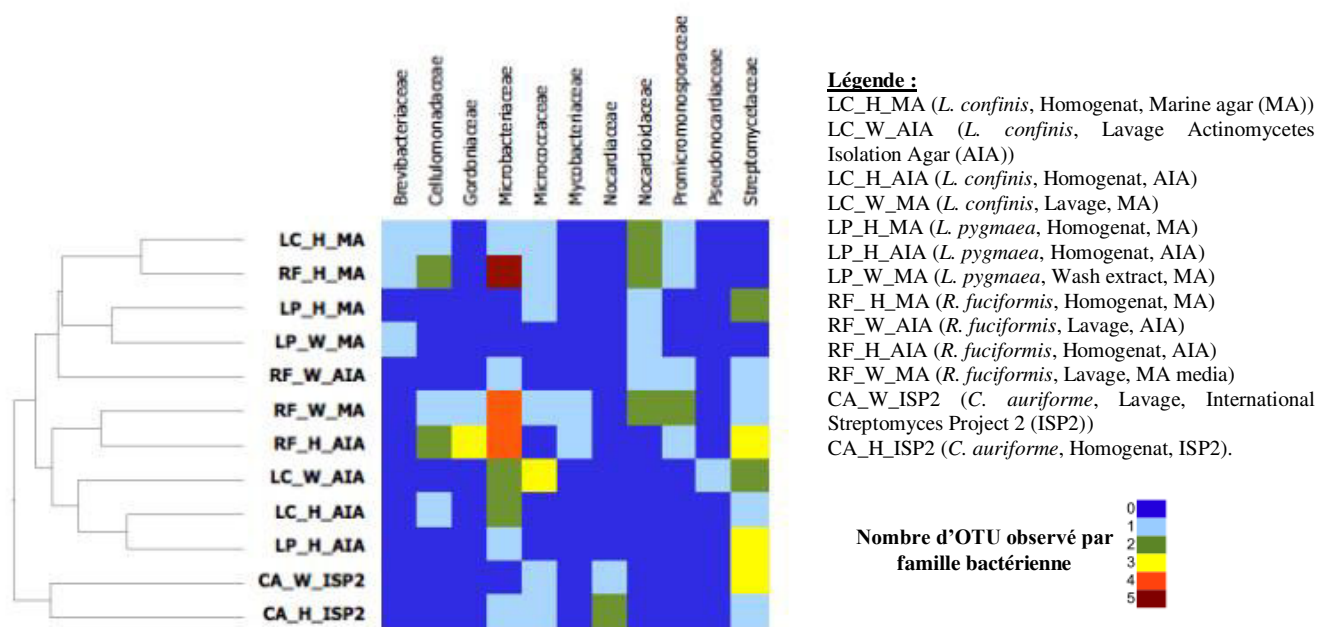 Brevibacteriaceae
Cellulomonadaceae
Gordoniaceae
Microbacteriaceae
Micrococcaceae
Mycobacteriaceae
Nocardiaceae
Nocardioidaceae
Promicromonosporaceae
Pseudonocardiaceae
Streptomycetaceae
LC_H_MA
RF_H_MA
LP_H_MA
LP_W_MA
RF_W_AIA
RF_W_MA
RF_H_AIA
LC_W_AIA
LC_H_AIA
LP_H_AIA
CA_W_ISP2
CA_H_ISP2
Légende :
LC_H_MA (L. confinis, Homogenat, Marine agar (MA))
LC_W_AIA (L. confinis, Lavage Actinomycetes
Isolation Agar (AIA))
LC_H_AIA (L. confinis, Homogenat, AIA)
LC_W_MA (L. confinis, Lavage, MA)
LP_H_MA (L. pygmaea, Homogenat, MA)
LP_H_AIA (L. pygmaea, Homogenat, AIA)
LP_W_MA (L. pygmaea, Wash extract, MA)
RF_H_MA (R. fuciformis, Homogenat, MA)
RF_W_AIA (R. fuciformis, Lavage, AIA)
RF_H_AIA (R. fuciformis, Homogenat, AIA)
RF_W_MA (R. fuciformis, Lavage, MA media)
CA_W_ISP2 (C. auriforme, Lavage, International
Streptomyces Project 2 (ISP2))
CA_H_ISP2 (C. auriforme, Homogenat, ISP2).
Nombre d'OTU observé par
famille bactérienne
0
1
2
3
4
5